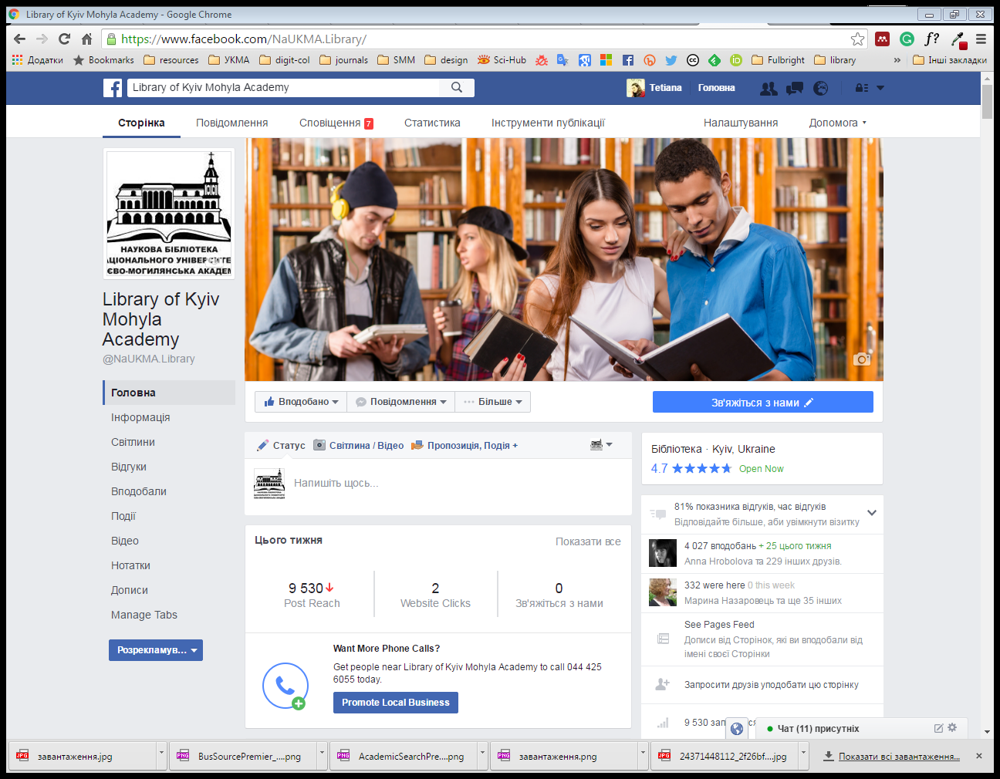 Library of Kyiv Mohyla Academy - Google Chrome
https://www.facebook.com/NaUKMA.Library/
Додатки Bookmarks resources УКМА digit-col journals SMM design Sci-Hub Fulbright library » Інші закладки
Library of Kyiv Mohyla Academy
Tetiana Головна
Сторінка Повідомлення Сповіщення 7 Статистика Інструменти публікації Налаштування Допомога
НАУКОВА БІБЛІОТЕКА
АЦІОНАЛЬНОГО УНІВЕРСИТЕ
ЄВО-МОГИЛЯНСЬКА АКАДЕМ
Library of Kyiv
Mohyla
Academy
@NaUKMA.Library
Головна
Інформація
Світлини
Відгуки
Вподобали
Події
Відео
Нотатки
Дописи
Manage Tabs
Розрекламув...
Вподобано Повідомлення ··· Більше
Зв'яжіться з нами
Статус Світлина / Відео Пропозиція, Подія +
Напишіть щось...
Цього тижня Показати все
9 530 2 0
Post Reach Website Clicks Зв'яжіться з нами
Want More Phone Calls?
Get people near Library of Kyiv Mohyla Academy to call 044 425
6055 today.
Promote Local Business
Бібліотека · Kyiv, Ukraine
4.7 Open Now
81% показника відгуків, час відгуків
Відповідайте більше, аби увімкнути візитку
4 027 вподобань + 25 цього тижня
Anna Hrobolova та 229 інших друзів.
332 were here 0 this week
Марина Назаровець та ще 35 інших
See Pages Feed
Дописи від Сторінок, які ви вподобали від
імені своєї Сторінки
Запросити друзів уподобати цю сторінку
9 530
Чат (11) присутніх
завантаження.jpg BusSourcePremier_....png AcademicSearchPre....png завантаження.png 24371448112_2f26bf....jpg Показати всі завантаження...